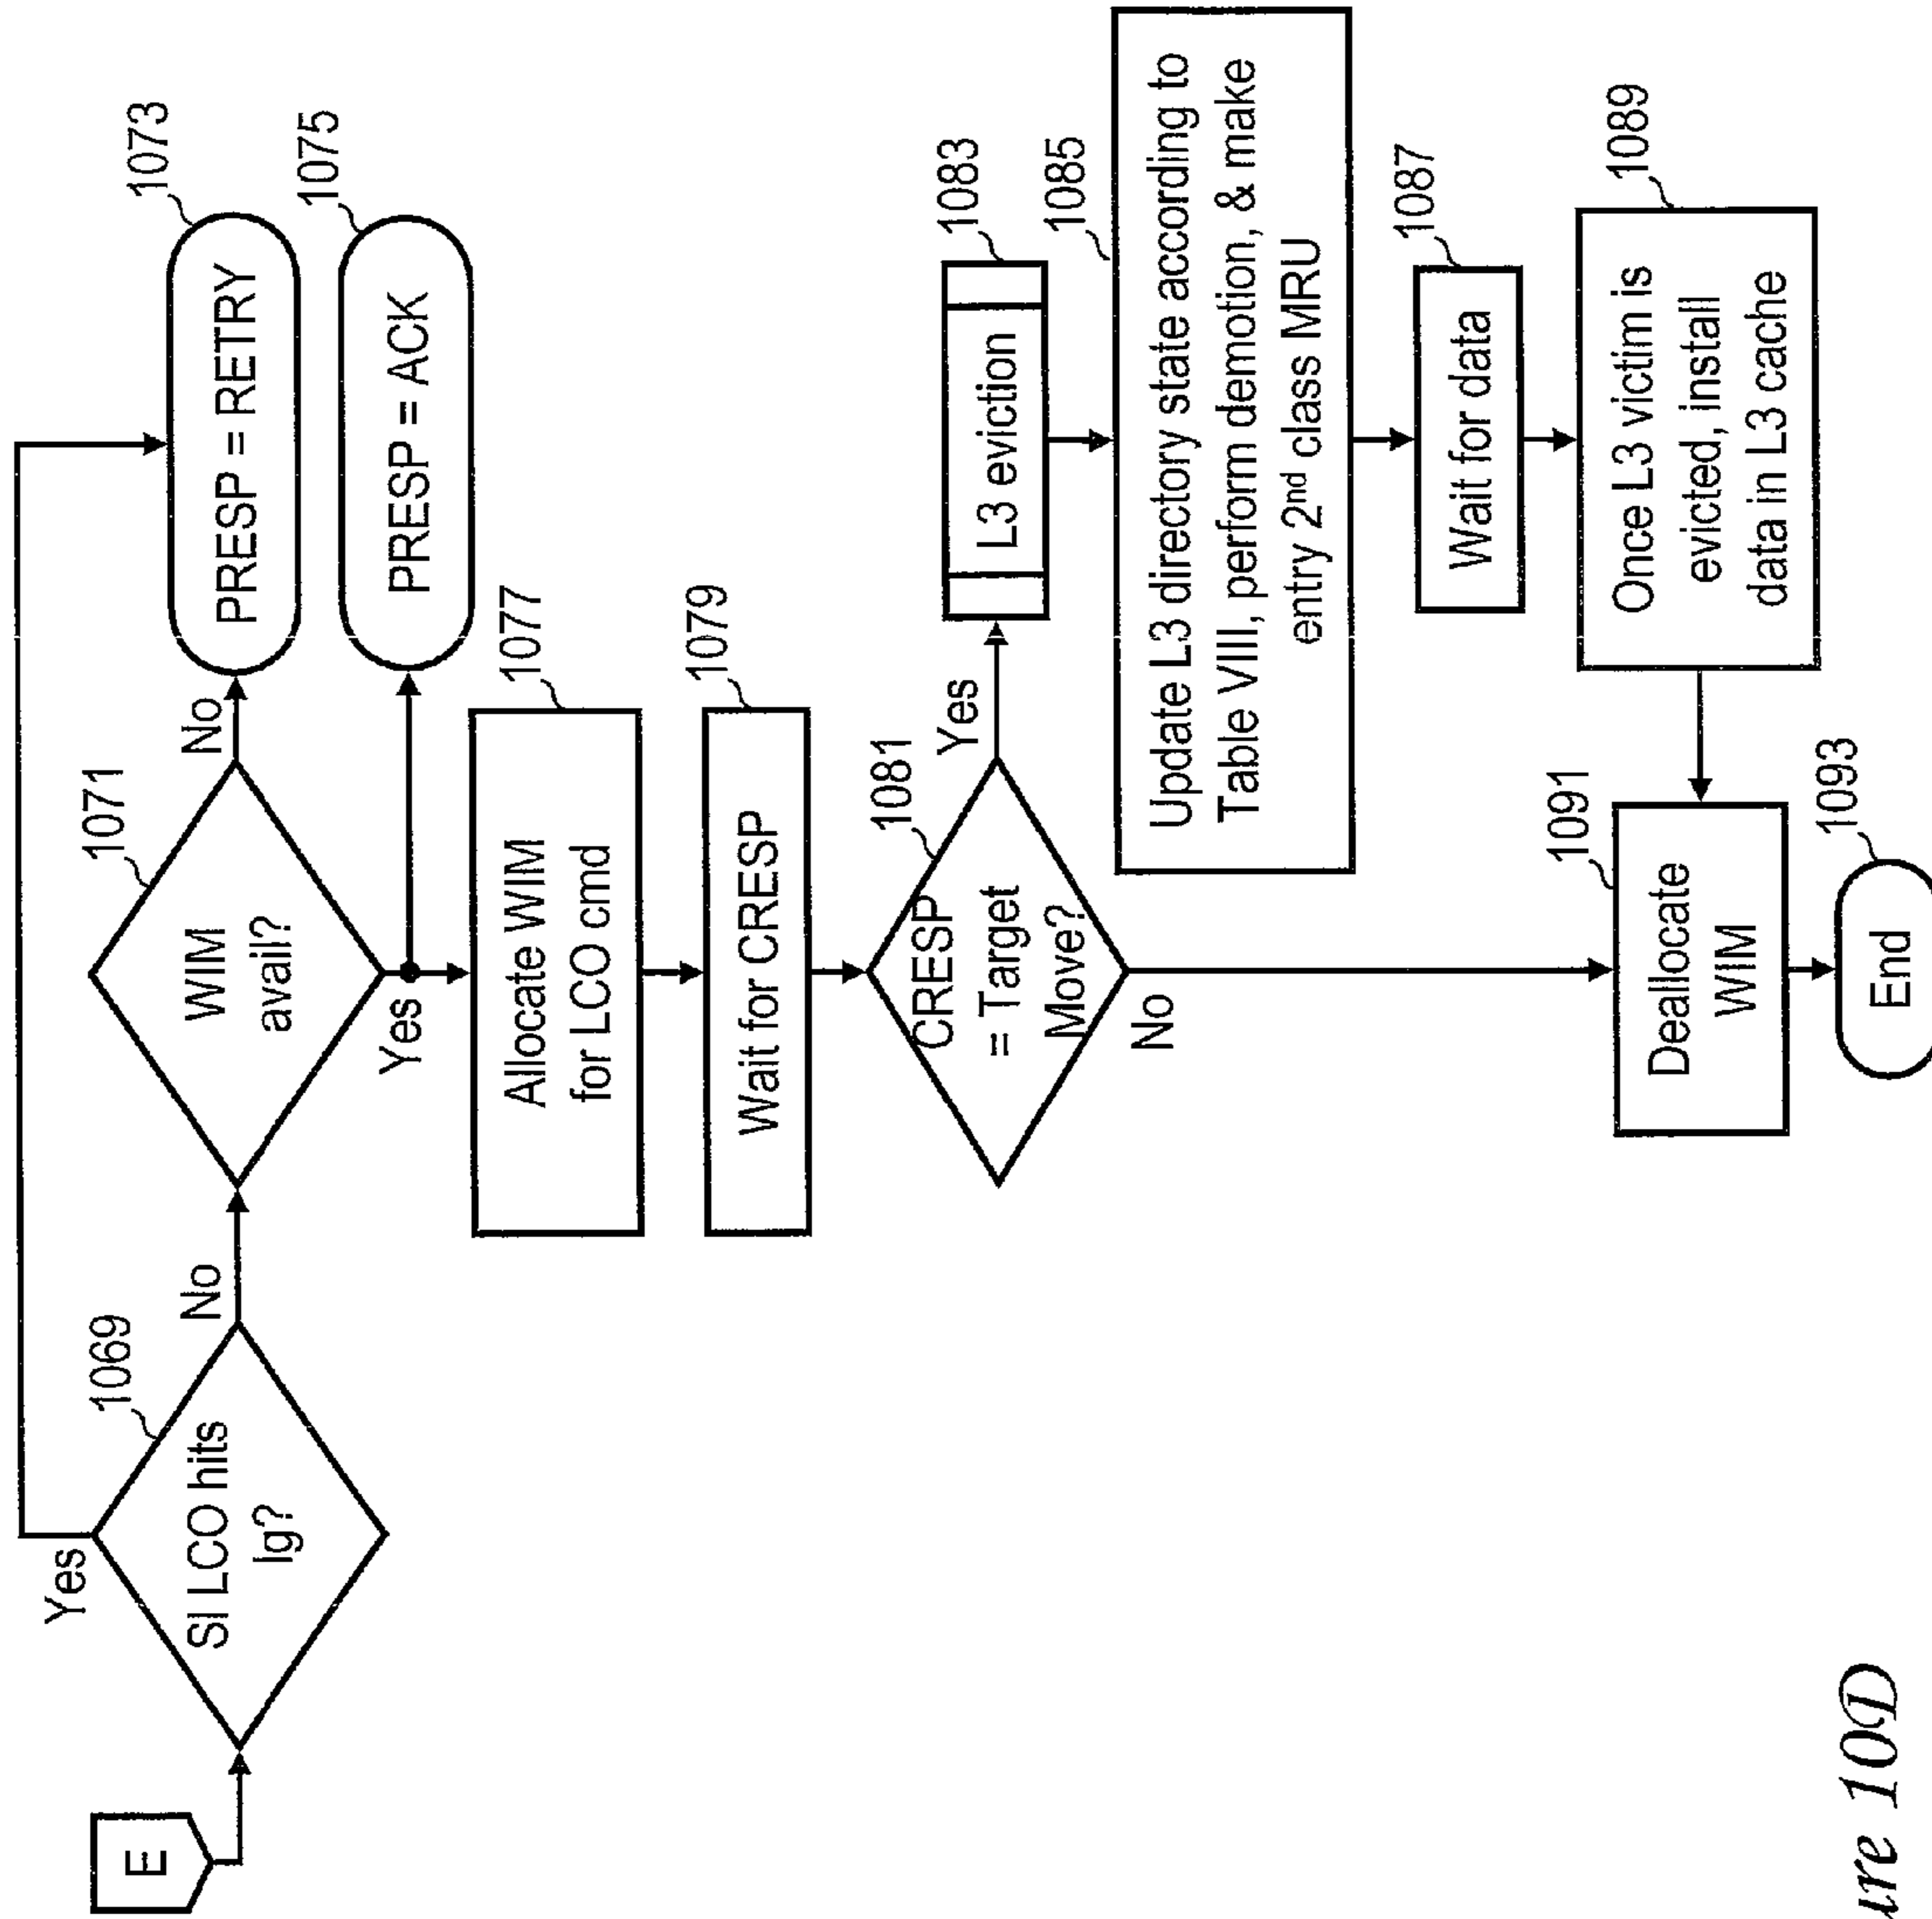 E
1069
SI LCO hits
Ig?
Yes
No
1071
WIM
avail?
No
Yes
1073
PRESP = RETRY
1075
PRESP = ACK
1077
Allocate WIM
for LCO cmd
1079
Wait for CRESP
1081
CRESP
= Target
Move?
Yes
No
1083
L3 eviction
1085
Update L3 directory state according to
Table VIII, perform demotion, & make
entry 2nd class MRU
1087
Wait for data
1089
Once L3 victim is
evicted, install
data in L3 cache
1091
Deallocate
WIM
1093
End
ure 10D